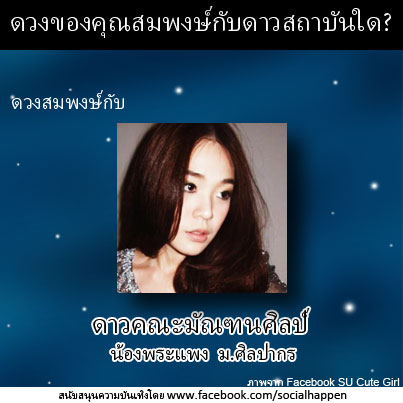 ดวงของคุณสมพงษ์กับดาวสถาบันใด?
ดวงสมพงษ์กับ
ดาวคณะมัณฑนศิลป์
น้องพระแพง ม.ศิลปากร
ภาพจาก Facebook SU Cute Girl
สนับสนุนความบันเทิงโดย www.facebook.com/socialhappen